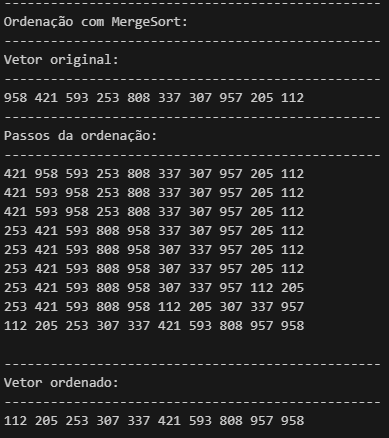 -------------------------------------------------
Ordenação com MergeSort:
-------------------------------------------------
Vetor original:
-------------------------------------------------
958 421 593 253 808 337 307 957 205 112
-------------------------------------------------
Passos da ordenação:
-------------------------------------------------
421 958 593 253 808 337 307 957 205 112
421 593 958 253 808 337 307 957 205 112
421 593 958 253 808 337 307 957 205 112
253 421 593 808 958 337 307 957 205 112
253 421 593 808 958 307 337 957 205 112
253 421 593 808 958 307 337 957 205 112
253 421 593 808 958 307 337 957 112 205
253 421 593 808 958 112 205 307 337 957
112 205 253 307 337 421 593 808 957 958
-------------------------------------------------
Vetor ordenado:
-------------------------------------------------
112 205 253 307 337 421 593 808 957 958